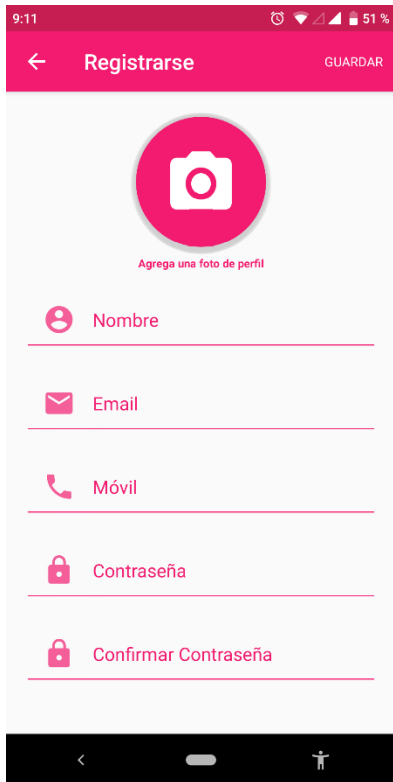 9:11
51 %
Registrarse
GUARDAR
Agrega una foto de perfil
Nombre
Email
Móvil
Contraseña
Confirmar Contraseña